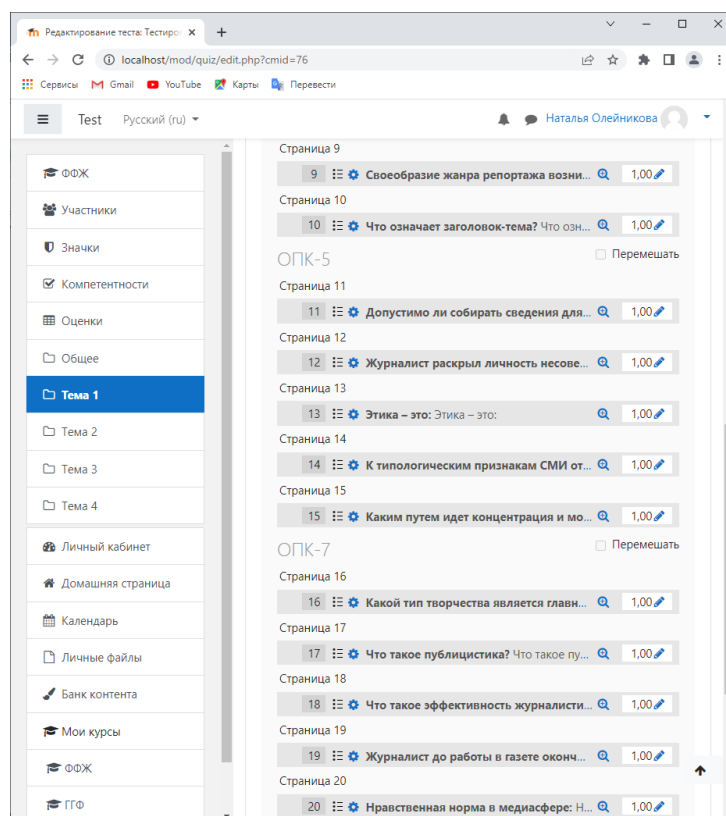 Редактирование теста: Тестиро
localhost/mod/quiz/edit.php?cmid=76
Сервисы Gmail YouTube Карты Перевести
Test Русский (ru) Наталья Олейникова
ФФЖ
Участники
Значки
Компетентности
Оценки
Общее
Тема 1
Тема 2
Тема 3
Тема 4
Личный кабинет
Домашняя страница
Календарь
Личные файлы
Банк контента
Мои курсы
ФФЖ
ГГФ
Страница 9
9 Своеобразие жанра репортажа возни... 1,00
Страница 10
10 Что означает заголовок-тема? Что озн... 1,00
ОПК-5 Перемешать
Страница 11
11 Допустимо ли собирать сведения для... 1,00
Страница 12
12 Журналист раскрыл личность несове... 1,00
Страница 13
13 Этика – это: Этика – это: 1,00
Страница 14
14 К типологическим признакам СМИ от... 1,00
Страница 15
15 Каким путем идет концентрация и мо... 1,00
ОПК-7 Перемешать
Страница 16
16 Какой тип творчества является главн... 1,00
Страница 17
17 Что такое публицистика? Что такое пу... 1,00
Страница 18
18 Что такое эффективность журналисти... 1,00
Страница 19
19 Журналист до работы в газете оконч... 1,00
Страница 20
20 Нравственная норма в медиасфере: Н... 1,00